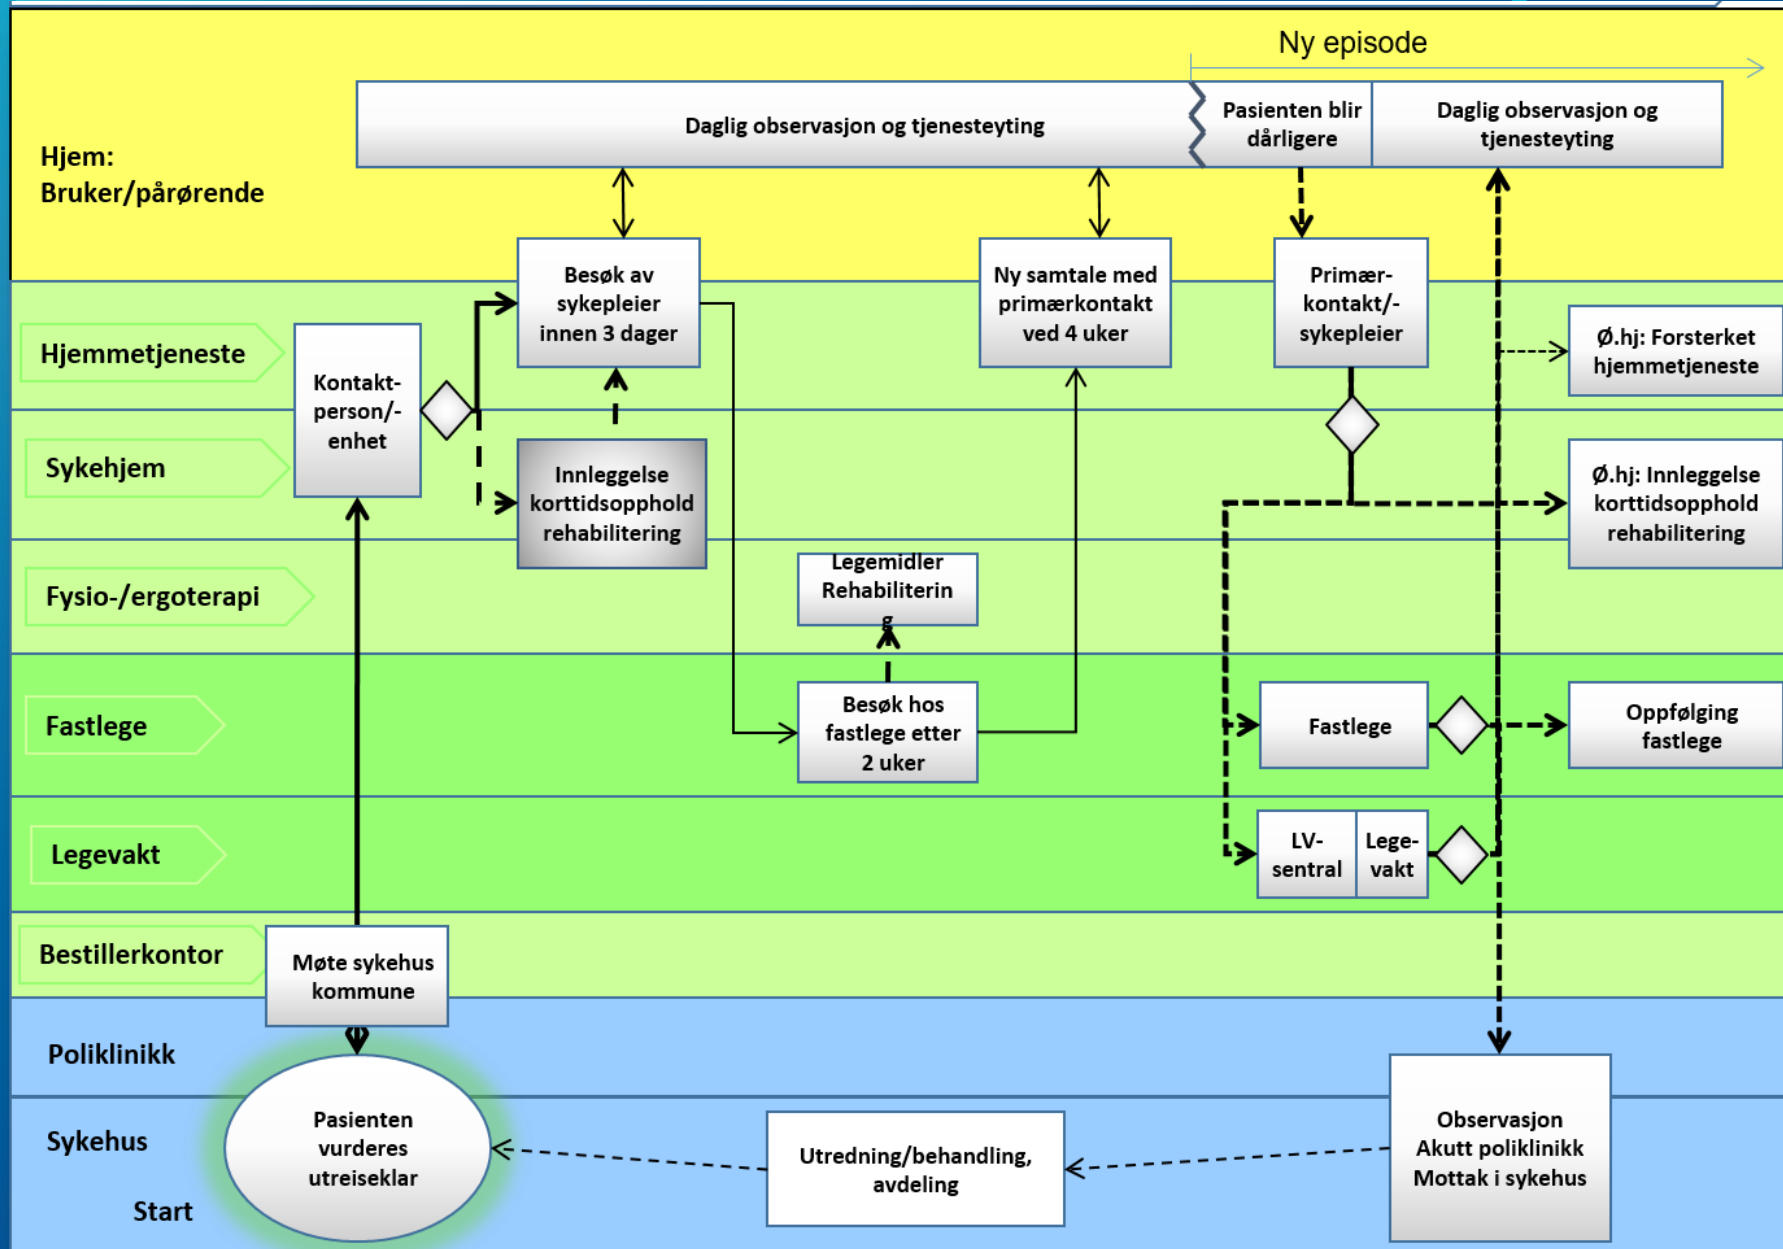 Ny episode
Daglig observasjon og tjenesteyting
Pasienten blir
dårligere
Daglig observasjon og
tjenesteyting
Hjem:
Bruker/pårørende
Besøk av
sykepleier
innen 3 dager
Ny samtale med
primærkontakt
ved 4 uker
Primær-
kontakt/-
sykepleier
Hjemmetjeneste
Kontakt-
person/-
enhet
Ø.hj: Forsterket
hjemmetjeneste
Sykehjem
Innleggelse
korttidsopphold
rehabilitering
Ø.hj: Innleggelse
korttidsopphold
rehabilitering
Fysio-/ergoterapi
Legemidler
Rehabiliterin
g
Fastlege
Besøk hos
fastlege etter
2 uker
Fastlege
Oppfølging
fastlege
Legevakt
LV-
sentral
Lege-
vakt
Bestillerkontor
Møte sykehus
kommune
Poliklinikk
Sykehus
Start
Pasienten
vurderes
utreiseklar
Utredning/behandling,
avdeling
Observasjon
Akutt poliklinikk
Mottak i sykehus